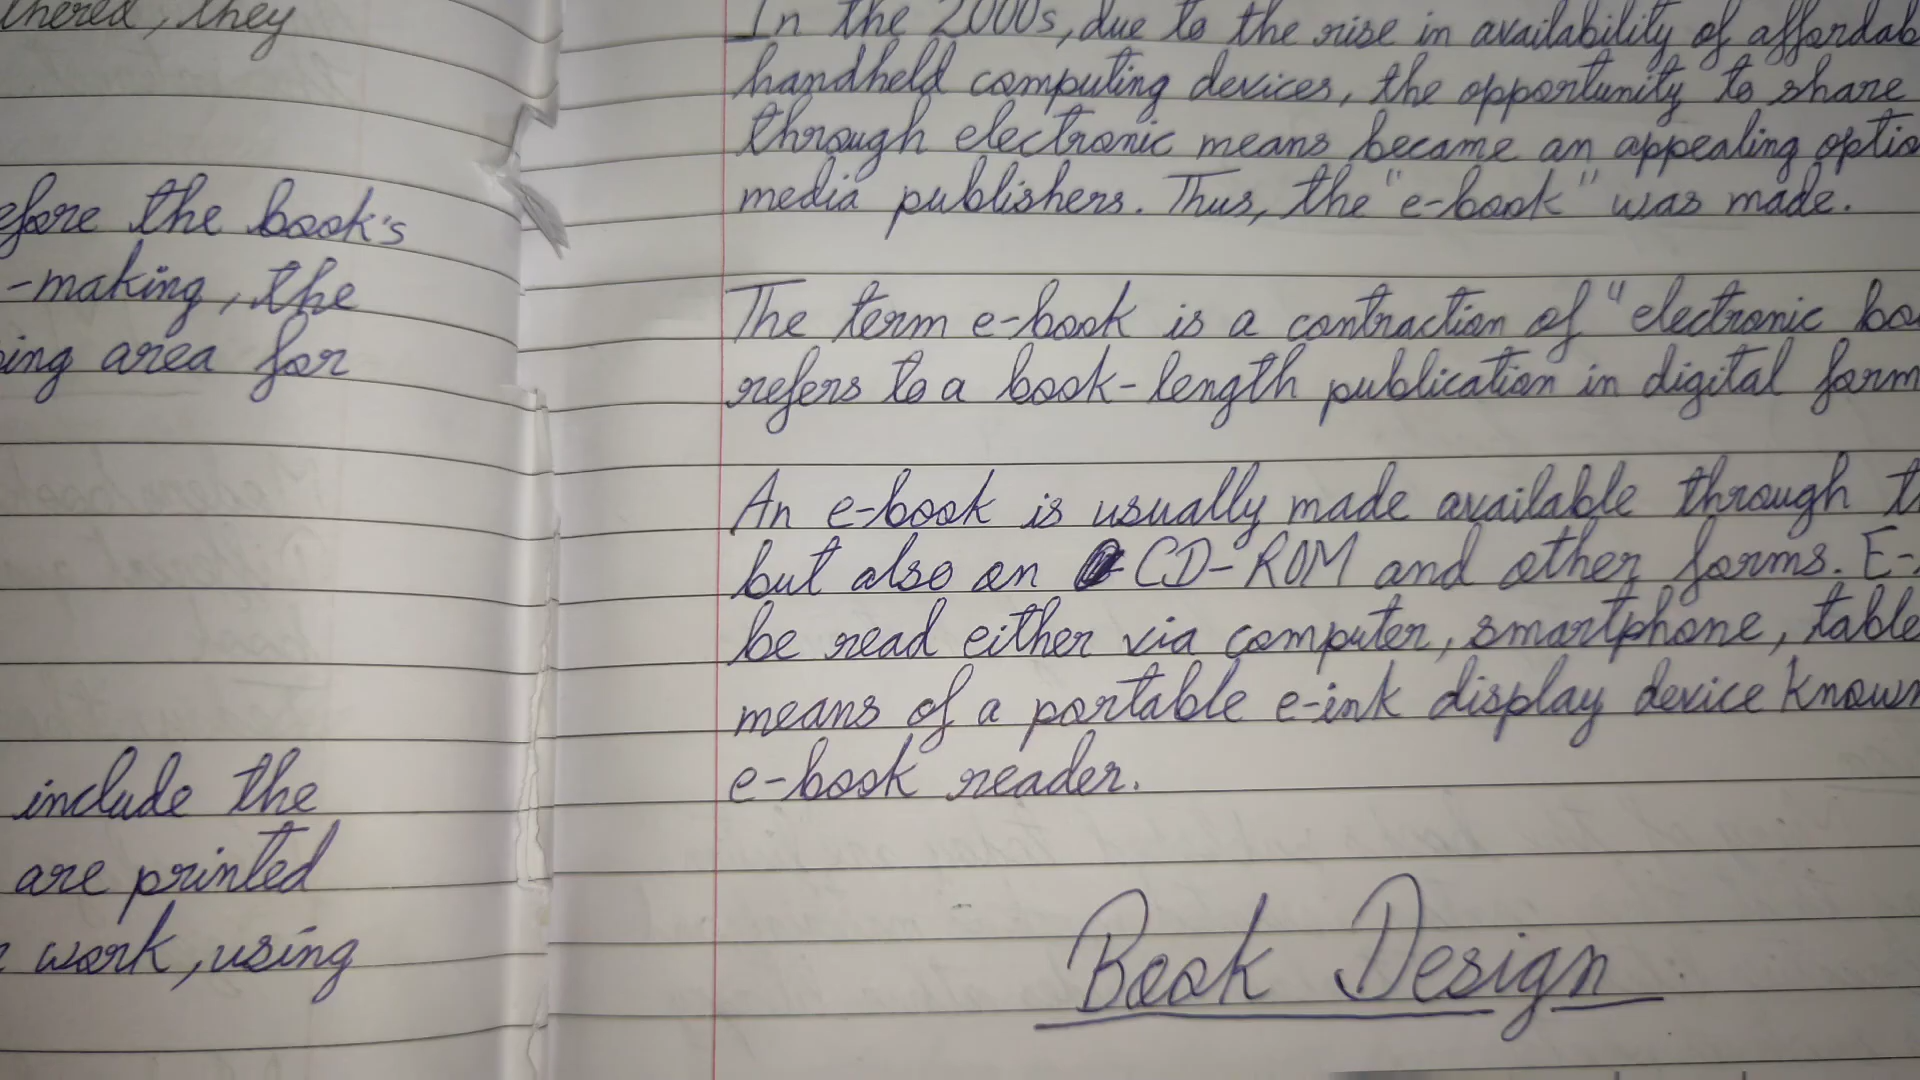 thered, they
efore the book's
-making, the
ing area for
include the
are printed
work, using
In the 2000s, due to the rise in availability of affordab
handheld computing devices, the opportunity to share
through electronic means became an appealing optio
media publishers. Thus, the "e-book" was made.
The term e-book is a contraction of "electronic bo
refers to a book-length publication in digital form
An e-book is usually made available through th
but also on CD-ROM and other forms. E-
be read either via computer, smartphone, table
means of a portable e-ink display device known
e-book reader.
Book Design